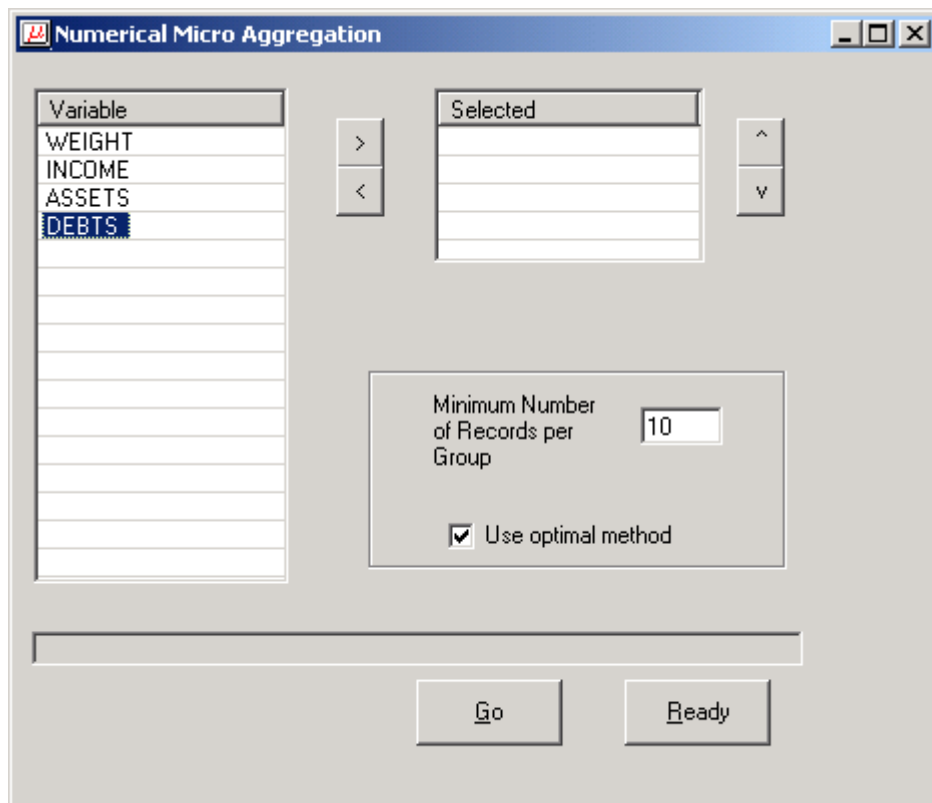 μ Numerical Micro Aggregation
Variable
WEIGHT
INCOME
ASSETS
DEBTS
>
<
Selected
^
v
Minimum Number
of Records per
Group
10
Use optimal method
Go
Ready